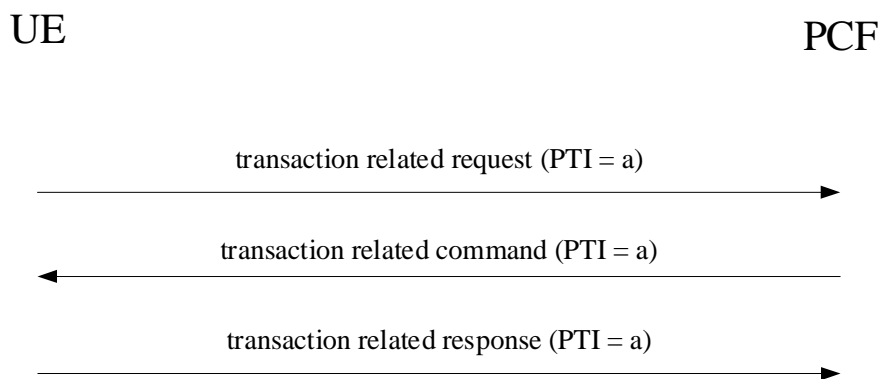 UE
PCF
transaction related request (PTI = a)
transaction related command (PTI = a)
transaction related response (PTI = a)